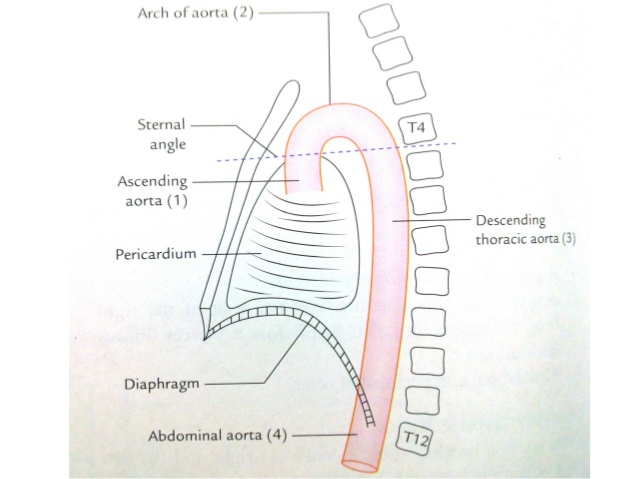 Arch of aorta (2)
T4
Sternal
angle
Ascending
aorta (1)
Descending
thoracic aorta (3)
Pericardium
Diaphragm
Abdominal aorta (4)
T12